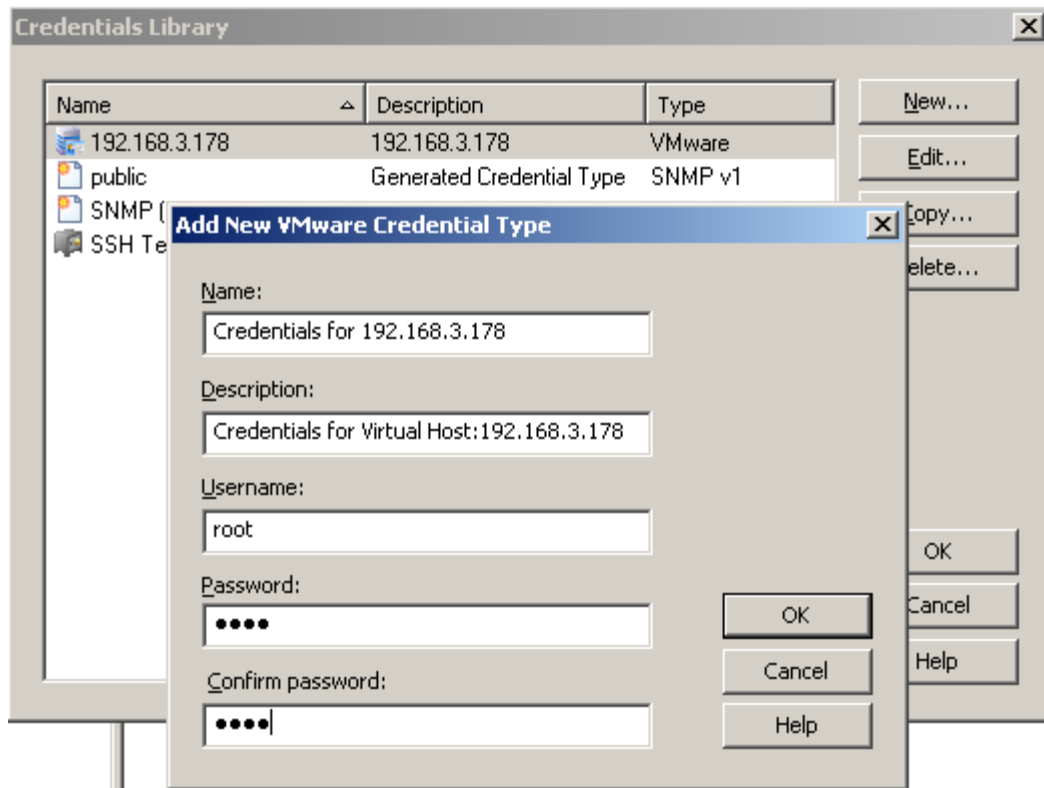 Credentials Library
Name Description Type
192.168.3.178 192.168.3.178 VMware
public Generated Credential Type SNMP v1
SNMP (
SSH Te
New...
Edit...
Copy...
elete...
OK
Cancel
Help
Add New VMware Credential Type
Name:
Credentials for 192.168.3.178
Description:
Credentials for Virtual Host:192.168.3.178
Username:
root
Password:
●●●●
Confirm password:
●●●●
OK
Cancel
Help